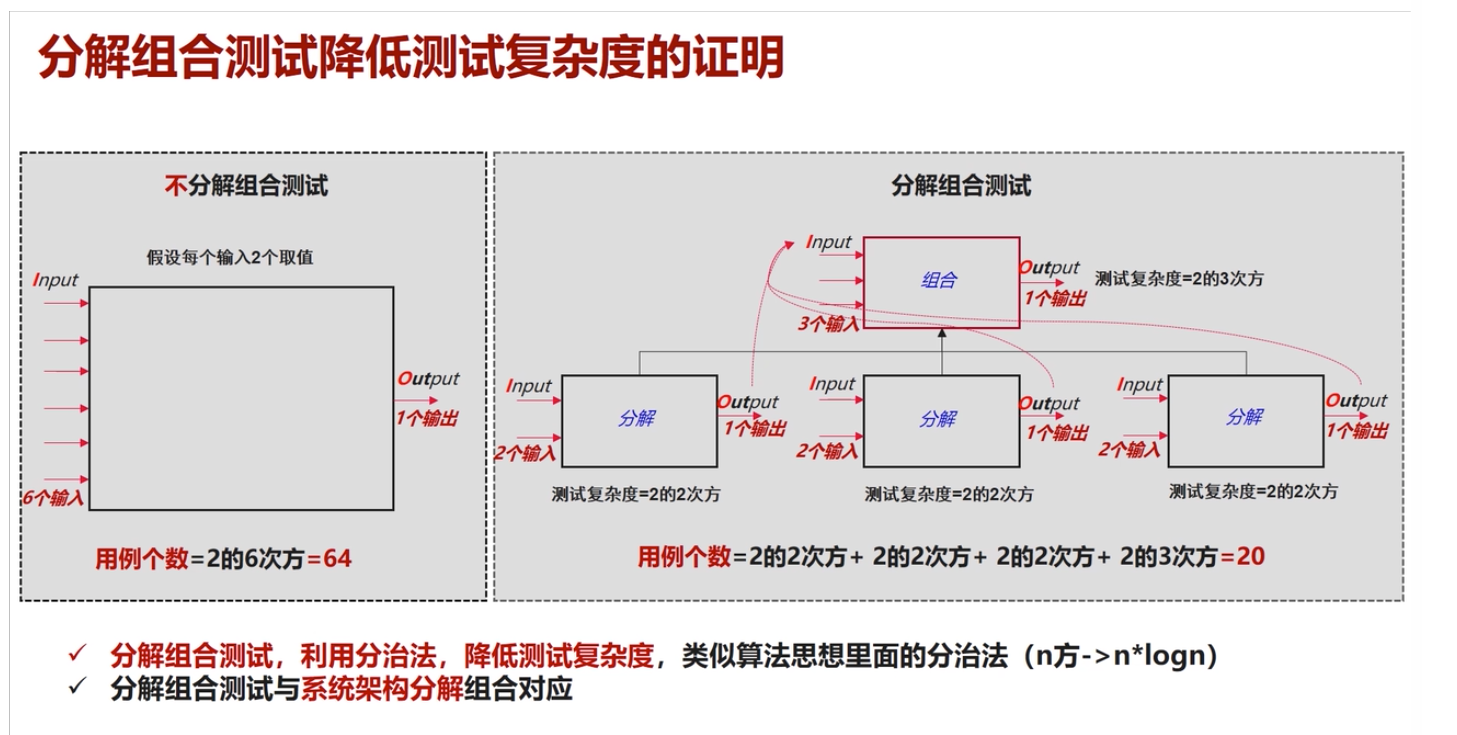 分解组合测试降低测试复杂度的证明
不分解组合测试
假设每个输入2个取值
Input
6个输入
Output
1个输出
用例个数=2的6次方=64
分解组合测试
Input
3个输入
组合
Output
1个输出
测试复杂度=2的3次方
Input
2个输入
分解
Output
1个输出
测试复杂度=2的2次方
Input
2个输入
分解
Output
1个输出
测试复杂度=2的2次方
Input
2个输入
分解
Output
1个输出
测试复杂度=2的2次方
用例个数=2的2次方+ 2的2次方+ 2的2次方+ 2的3次方=20
✓ 分解组合测试，利用分治法，降低测试复杂度，类似算法思想里面的分治法（n方->n*logn）
✓ 分解组合测试与系统架构分解组合对应